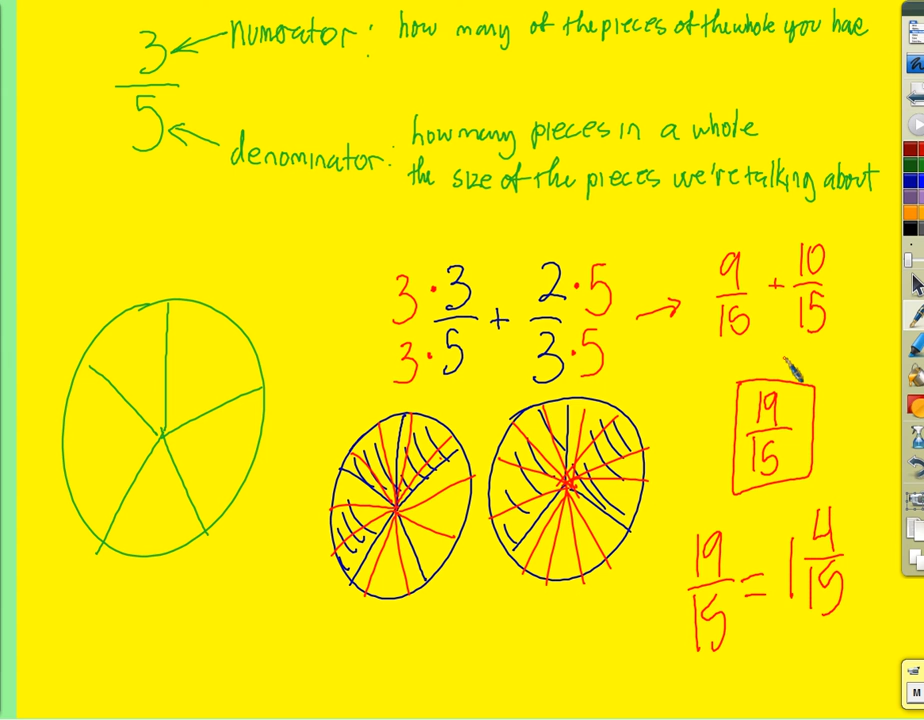 3/5
numerator: how many of the pieces of the whole you have
denominator: how many pieces in a whole
the size of the pieces we're talking about
3·3/3·5 + 2·5/3·5 → 9/15 + 10/15
19/15
19/15 = 1 4/15
M